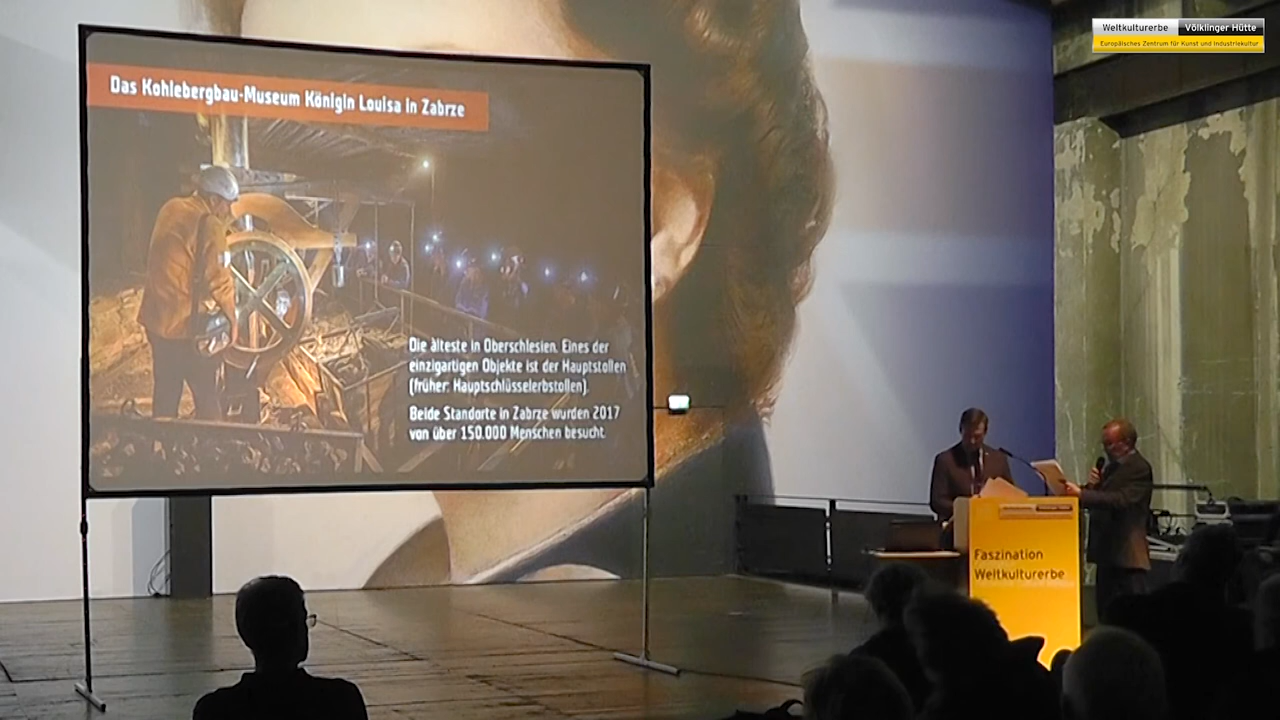 Weltkulturerbe Völklinger Hütte
Europäisches Zentrum für Kunst und Industriekultur
Das Kohlebergbau-Museum Königin Louisa in Zabrze
Die älteste in Oberschlesien. Eines der
einzigartigen Objekte ist der Hauptstollen
(früher: Hauptschlüsselerbstollen).
Beide Standorte in Zabrze wurden 2017
von über 150.000 Menschen besucht.
Faszination
Weltkulturerbe